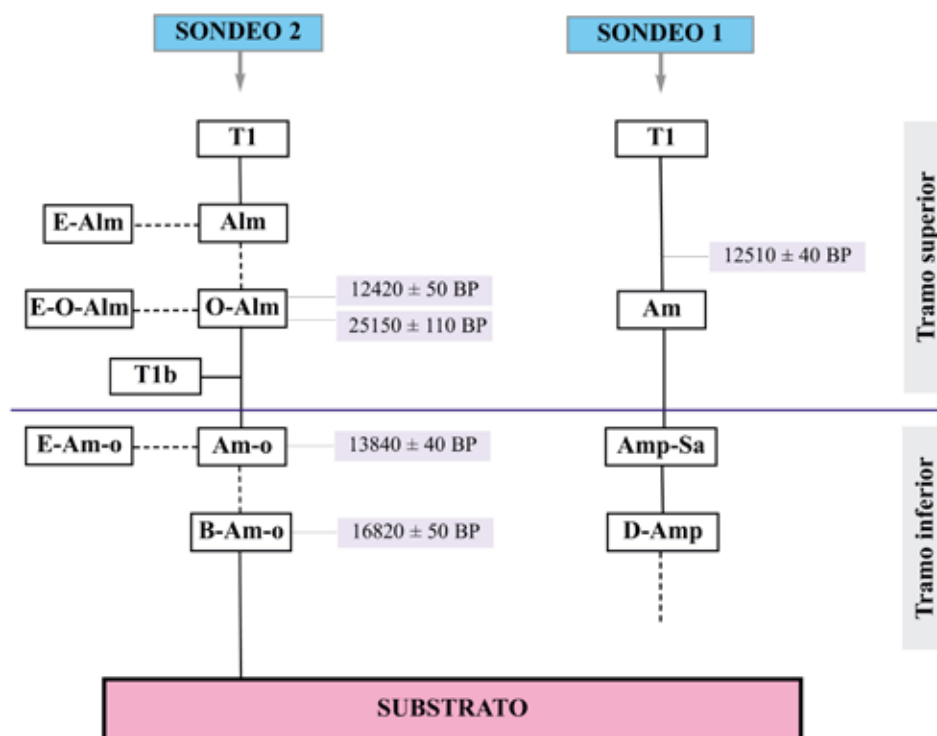 SONDEO 2
SONDEO 1
T1
T1
E-Alm
Alm
12510 ± 40 BP
Tramo superior
E-O-Alm
O-Alm
12420 ± 50 BP
25150 ± 110 BP
Am
T1b
E-Am-o
Am-o
13840 ± 40 BP
Amp-Sa
Tramo inferior
B-Am-o
16820 ± 50 BP
D-Amp
SUBSTRATO